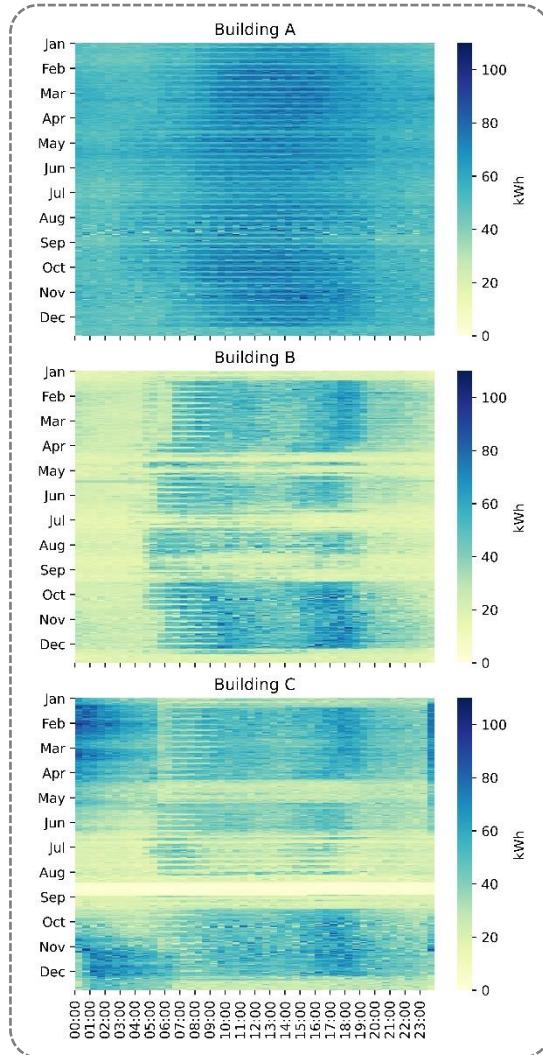 Building A
Jan
Feb
Mar
Apr
May
Jun
Jul
Aug
Sep
Oct
Nov
Dec
100
80
60
40
20
0
kWh
Building B
Jan
Feb
Mar
Apr
May
Jun
Jul
Aug
Sep
Oct
Nov
Dec
100
80
60
40
20
0
kWh
Building C
Jan
Feb
Mar
Apr
May
Jun
Jul
Aug
Sep
Oct
Nov
Dec
100
80
60
40
20
0
kWh
00:00
01:00
02:00
03:00
04:00
05:00
06:00
07:00
08:00
09:00
10:00
11:00
12:00
13:00
14:00
15:00
16:00
17:00
18:00
19:00
20:00
21:00
22:00
23:00